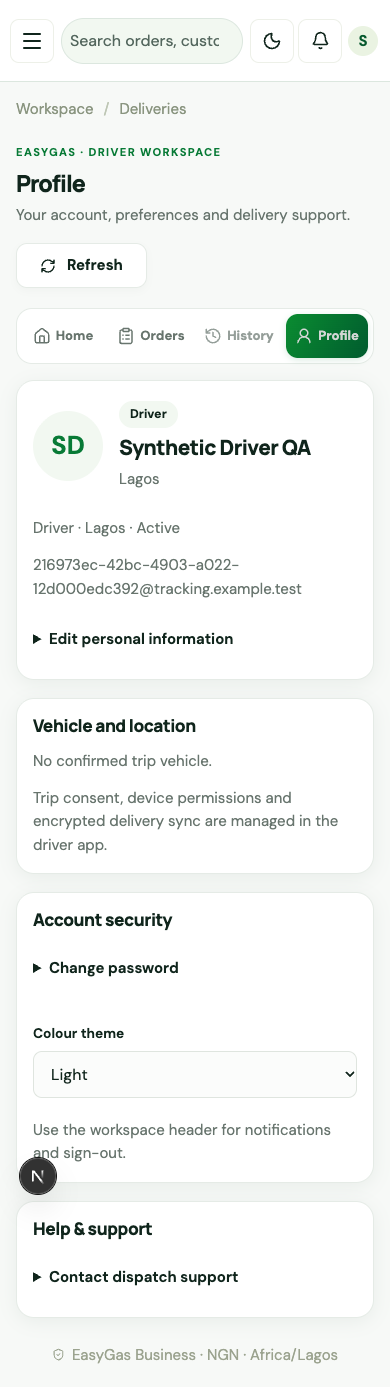 Search orders, custo
S
Workspace / Deliveries
EASYGAS · DRIVER WORKSPACE
Profile
Your account, preferences and delivery support.
Refresh
Home Orders History Profile
SD
Driver
Synthetic Driver QA
Lagos
Driver · Lagos · Active
216973ec-42bc-4903-a022-
12d000edc392@tracking.example.test
Edit personal information
Vehicle and location
No confirmed trip vehicle.
Trip consent, device permissions and
encrypted delivery sync are managed in the
driver app.
Account security
Change password
Colour theme
Light
Use the workspace header for notifications
and sign-out.
N
Help & support
Contact dispatch support
EasyGas Business · NGN · Africa/Lagos